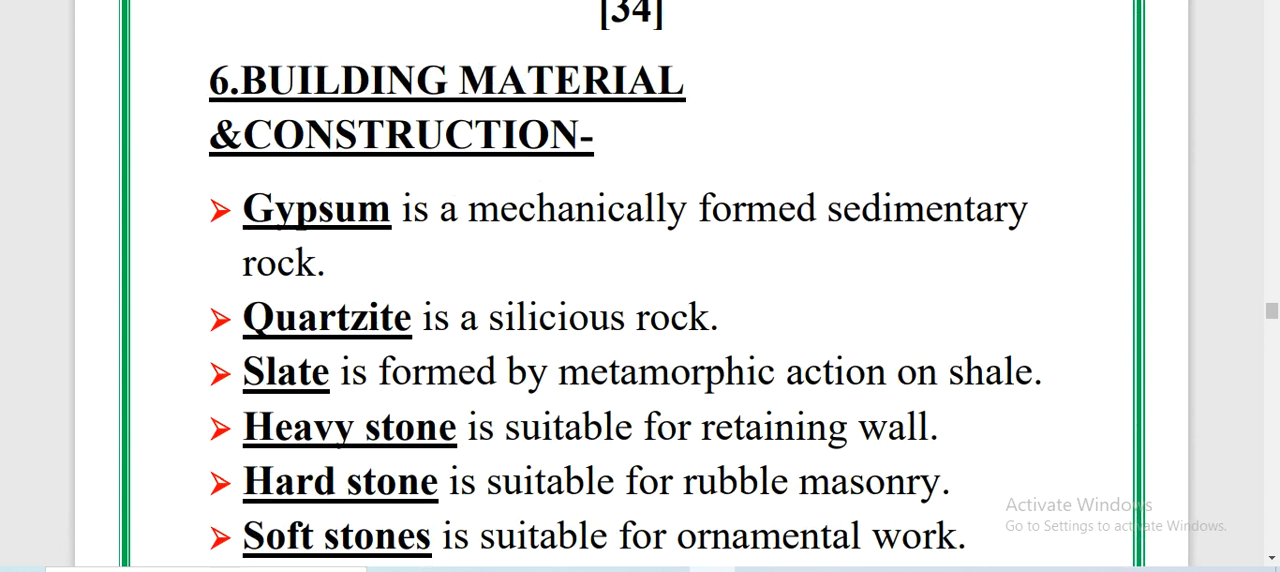 [34]
6.BUILDING MATERIAL
&CONSTRUCTION-
➢ Gypsum is a mechanically formed sedimentary
rock.
➢ Quartzite is a silicious rock.
➢ Slate is formed by metamorphic action on shale.
➢ Heavy stone is suitable for retaining wall.
➢ Hard stone is suitable for rubble masonry.
Activate Windows
Go to Settings to activate Windows.
➢ Soft stones is suitable for ornamental work.